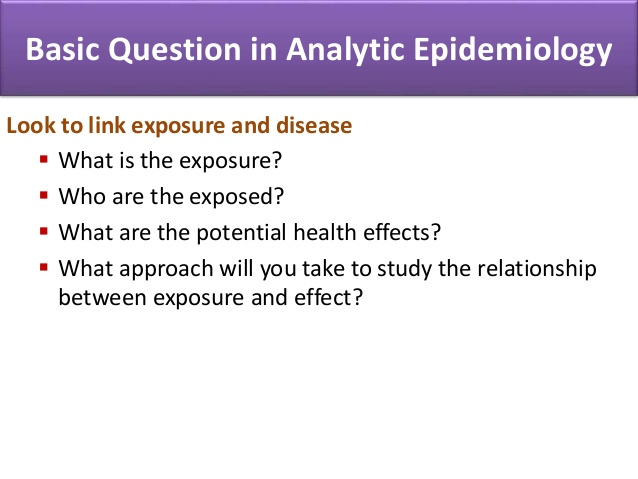 Basic Question in Analytic Epidemiology
Look to link exposure and disease
▪ What is the exposure?
▪ Who are the exposed?
▪ What are the potential health effects?
▪ What approach will you take to study the relationship
between exposure and effect?